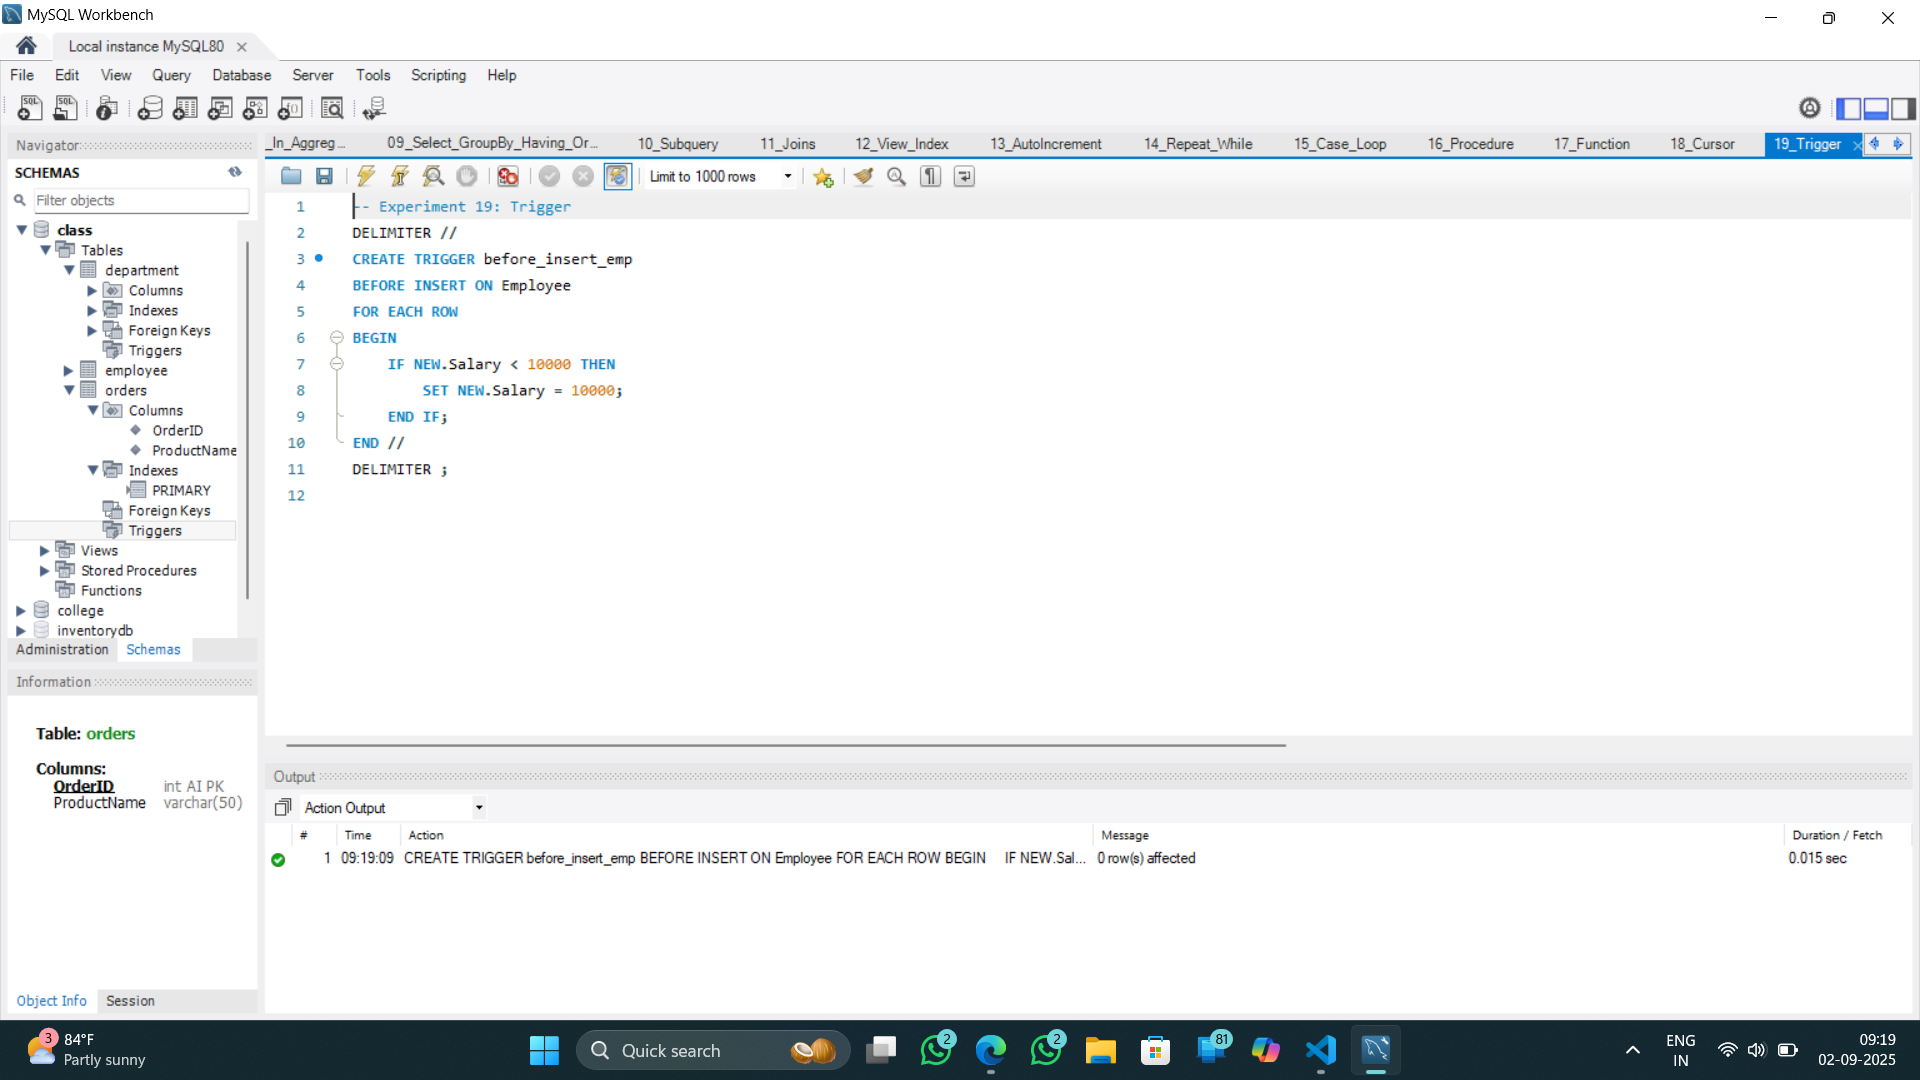 MySQL Workbench
Local instance MySQL80
File Edit View Query Database Server Tools Scripting Help
Navigator
SCHEMAS
Filter objects
class
Tables
department
Columns
Indexes
Foreign Keys
Triggers
employee
orders
Columns
OrderID
ProductName
Indexes
PRIMARY
Foreign Keys
Triggers
Views
Stored Procedures
Functions
college
inventorydb
Administration Schemas
Information
Table: orders
Columns:
OrderID int AI PK
ProductName varchar(50)
Object Info Session
_In_Aggreg... 09_Select_GroupBy_Having_Or... 10_Subquery 11_Joins 12_View_Index 13_AutoIncrement 14_Repeat_While 15_Case_Loop 16_Procedure 17_Function 18_Cursor 19_Trigger
Limit to 1000 rows
1 -- Experiment 19: Trigger
2 DELIMITER //
3 CREATE TRIGGER before_insert_emp
4 BEFORE INSERT ON Employee
5 FOR EACH ROW
6 BEGIN
7 IF NEW.Salary < 10000 THEN
8 SET NEW.Salary = 10000;
9 END IF;
10 END //
11 DELIMITER ;
12
Output
Action Output
# Time Action Message Duration / Fetch
1 09:19:09 CREATE TRIGGER before_insert_emp BEFORE INSERT ON Employee FOR EACH ROW BEGIN IF NEW.Sal... 0 row(s) affected 0.015 sec
3 84°F
Partly sunny
Quick search
2
2
81
ENG
IN
09:19
02-09-2025